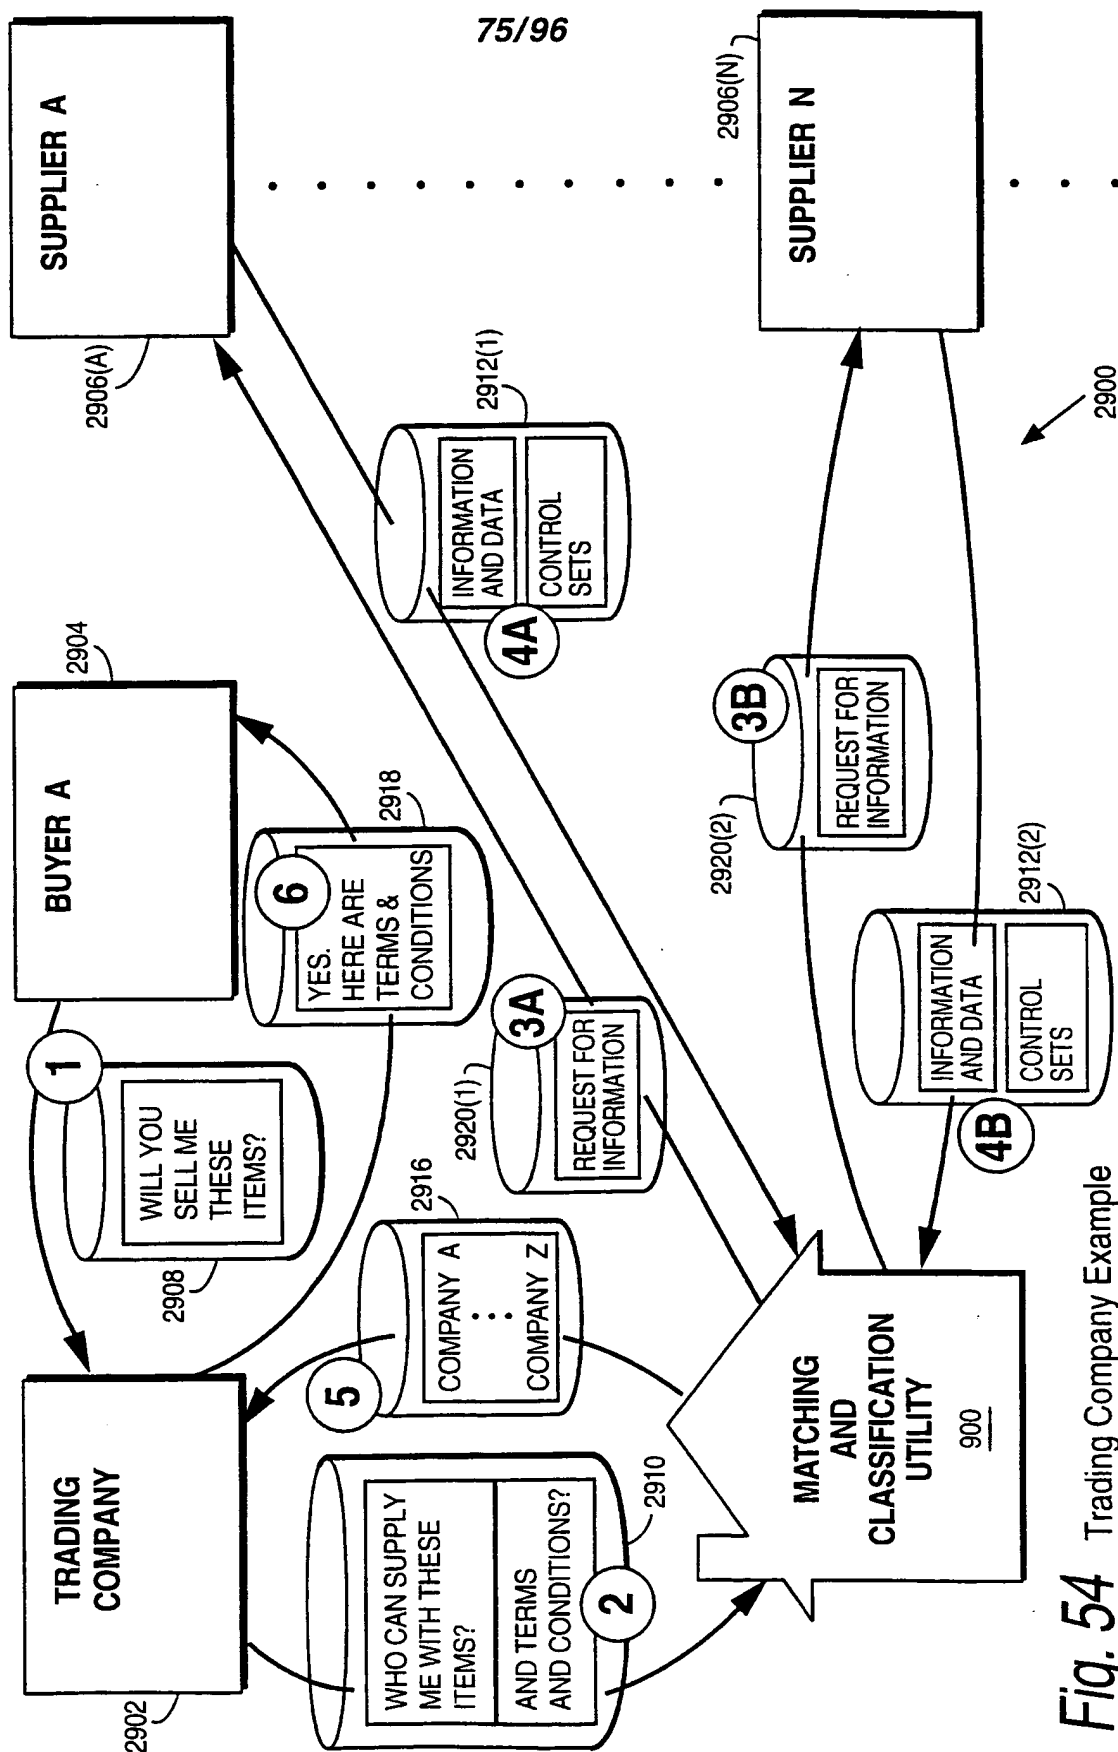 75/96
TRADING
COMPANY
2902
BUYER A
2904
SUPPLIER A
2906(A)
1
WILL YOU
SELL ME
THESE
ITEMS?
2908
6
YES.
HERE ARE
TERMS &
CONDITIONS
2918
WHO CAN SUPPLY
ME WITH THESE
ITEMS?
AND TERMS
AND CONDITIONS?
2
2910
5
COMPANY A
COMPANY Z
2916
3A
REQUEST FOR
INFORMATION
2920(1)
4A
INFORMATION
AND DATA
CONTROL
SETS
2912(1)
MATCHING
AND
CLASSIFICATION
UTILITY
900
3B
REQUEST FOR
INFORMATION
2920(2)
4B
INFORMATION
AND DATA
CONTROL
SETS
2912(2)
SUPPLIER N
2906(N)
2900
Fig. 54 Trading Company Example